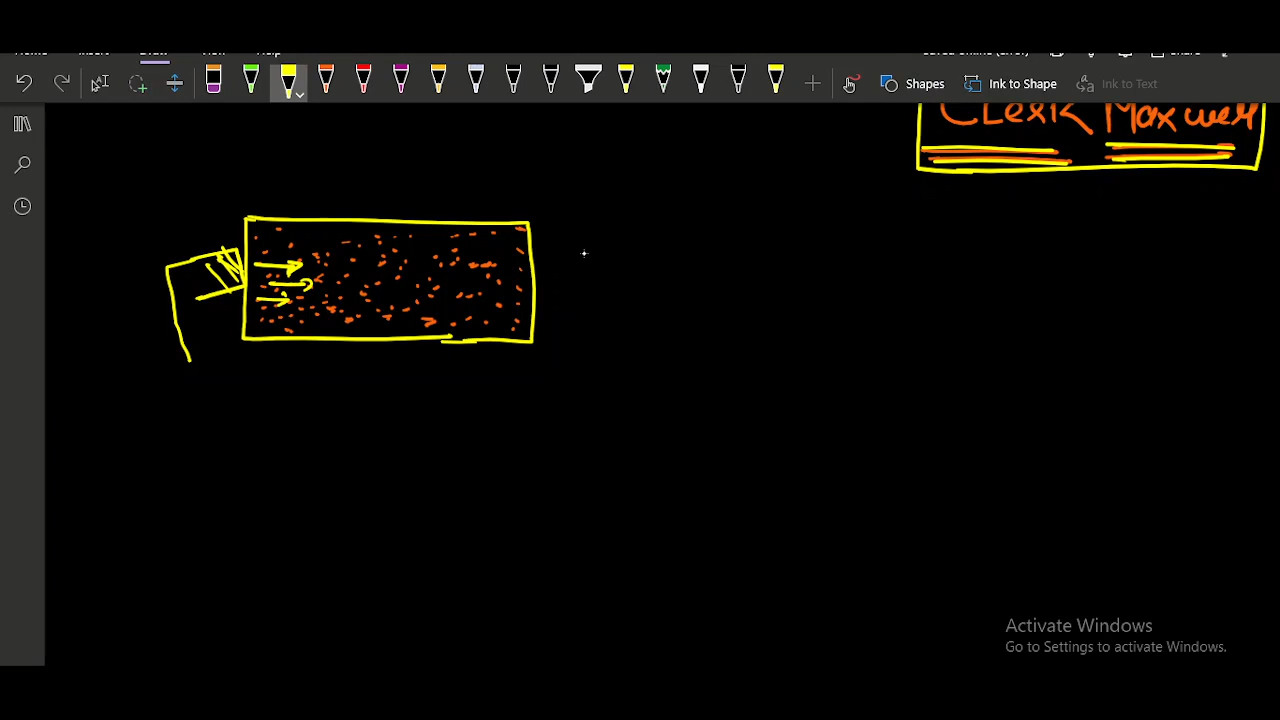 Shapes
Ink to Shape
Ink to Text
CLerk Maxwell
Activate Windows
Go to Settings to activate Windows.